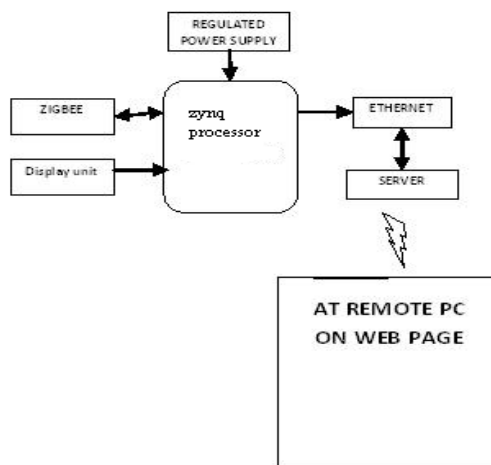 REGULATED
POWER SUPPLY
ZIGBEE
zynq
processor
ETHERNET
Display unit
SERVER
AT REMOTE PC
ON WEB PAGE